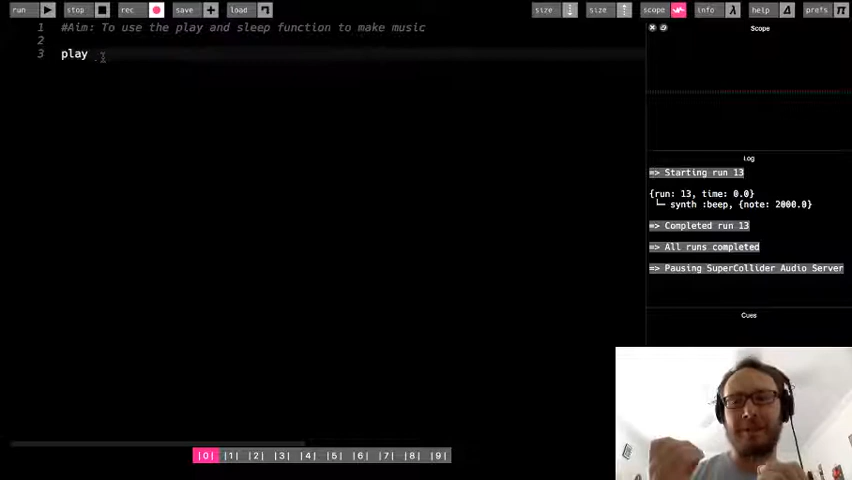 run stop rec save load size size scope info help prefs
1 #Aim: To use the play and sleep function to make music
2
3 play
Scope
Log
=> Starting run 13
{run: 13, time: 0.0}
└─ synth :beep, {note: 2000.0}
=> Completed run 13
=> All runs completed
=> Pausing SuperCollider Audio Server
Cues
|0| |1| |2| |3| |4| |5| |6| |7| |8| |9|